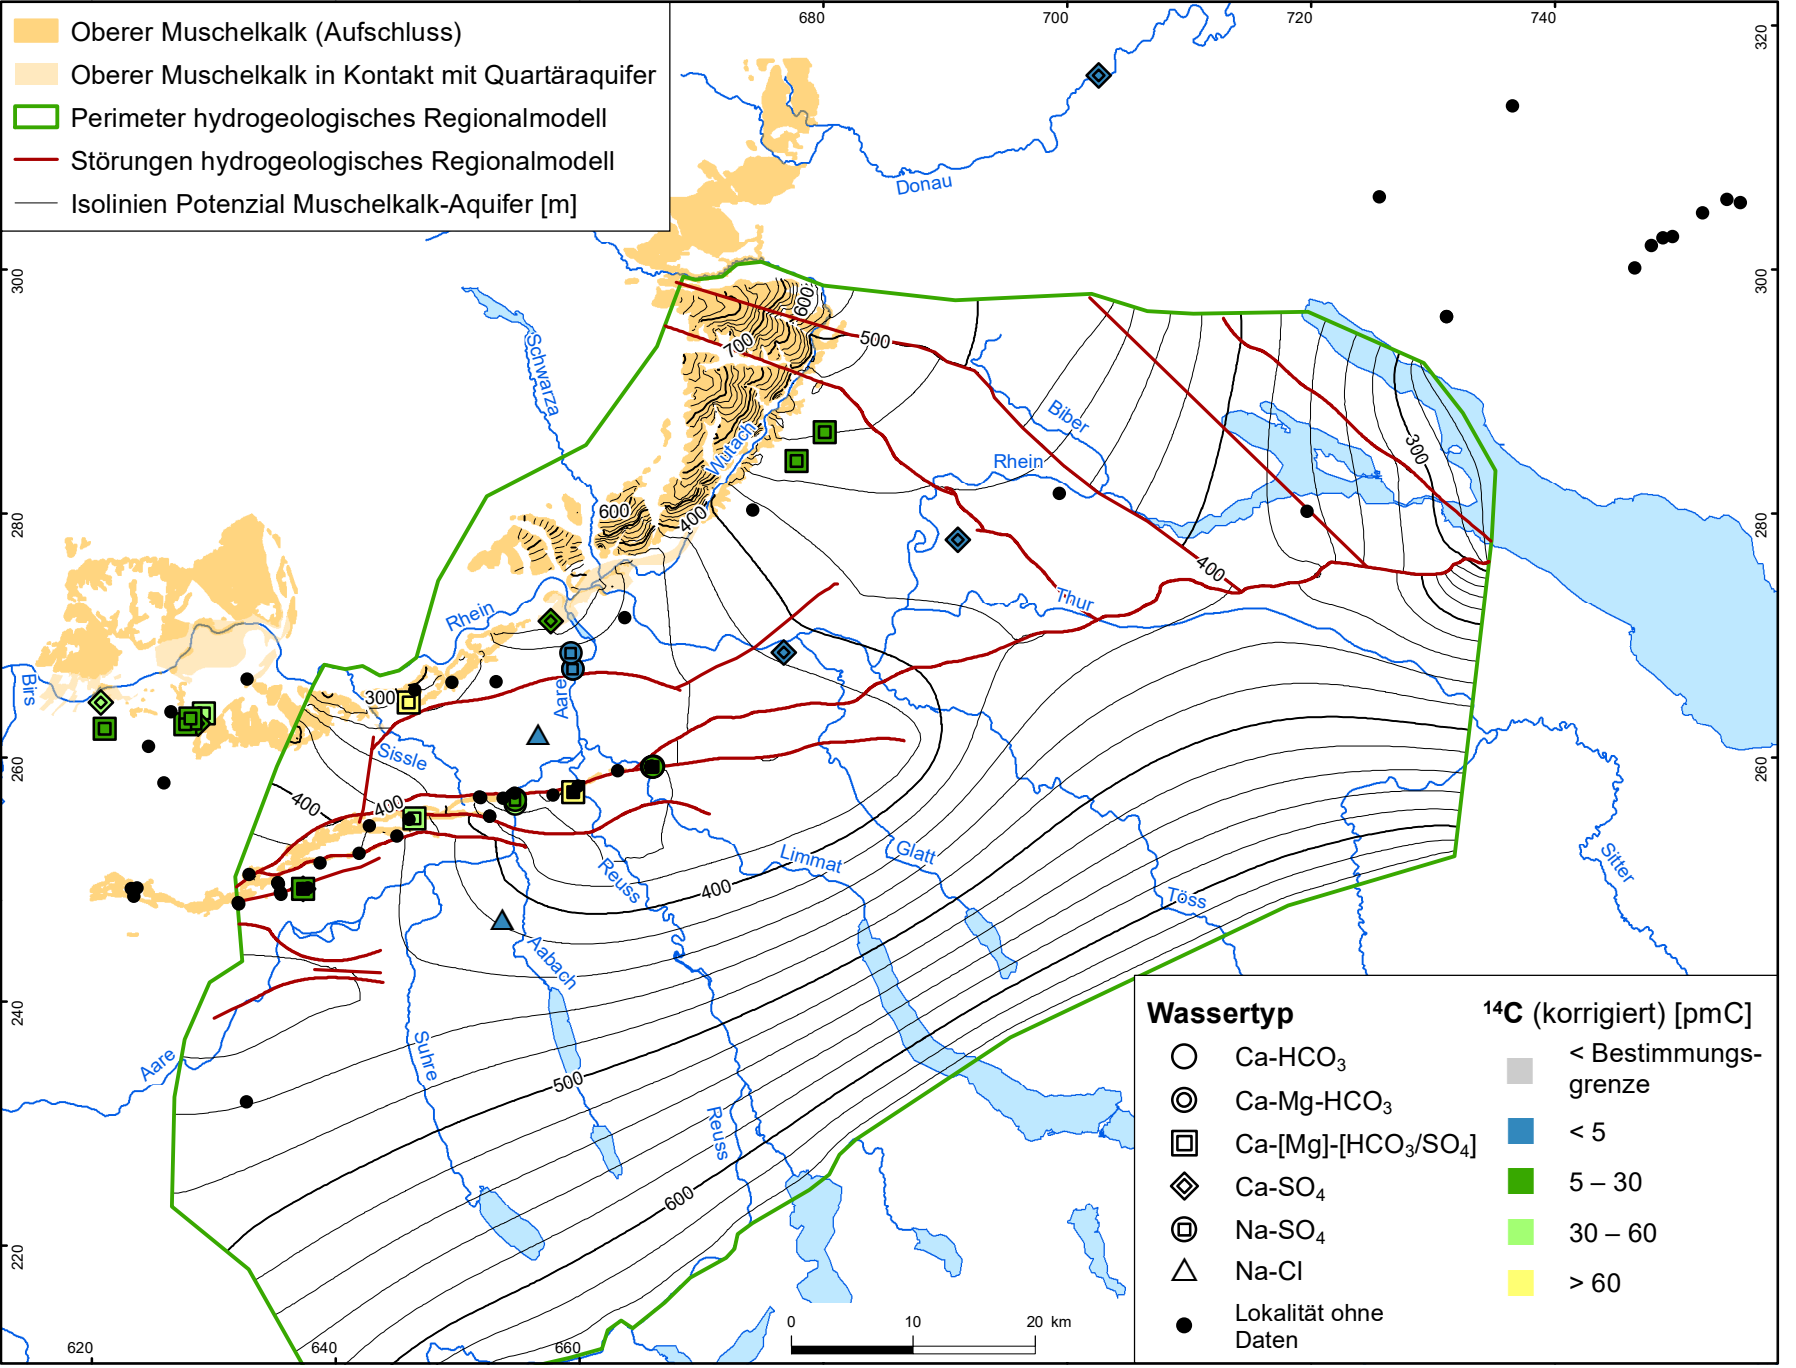 Oberer Muschelkalk (Aufschluss)
Oberer Muschelkalk in Kontakt mit Quartäraquifer
Perimeter hydrogeologisches Regionalmodell
Störungen hydrogeologisches Regionalmodell
Isolinien Potenzial Muschelkalk-Aquifer [m]
680
700
720
740
320
300
300
280
280
260
260
240
220
620
640
660
Donau
Schwarza
Wutach
Biber
Rhein
Rhein
Thur
Birs
Aare
Sissle
Limmat
Glatt
Töss
Sitter
Reuss
Aabach
Suhre
Aare
Reuss
600
700
500
600
400
300
400
300
400
400
400
500
600
0
10
20 km
Wassertyp
Ca-HCO₃
Ca-Mg-HCO₃
Ca-[Mg]-[HCO₃/SO₄]
Ca-SO₄
Na-SO₄
Na-Cl
Lokalität ohne
Daten
¹⁴C (korrigiert) [pmC]
< Bestimmungs-
grenze
< 5
5 – 30
30 – 60
> 60